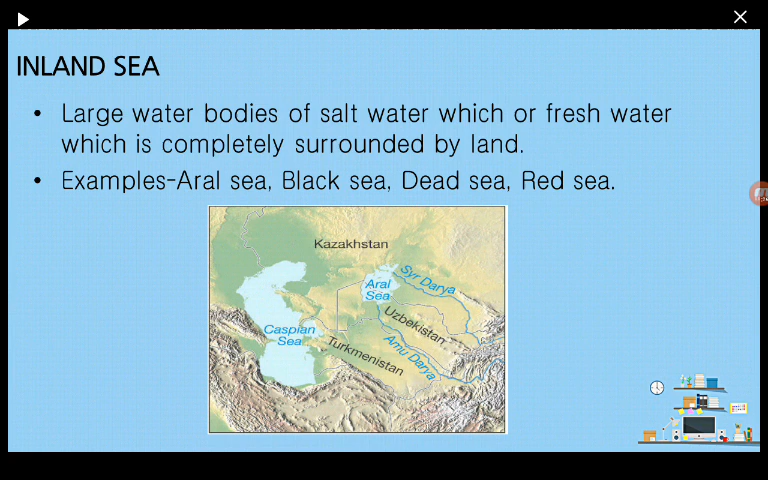 INLAND SEA
• Large water bodies of salt water which or fresh water
which is completely surrounded by land.
• Examples-Aral sea, Black sea, Dead sea, Red sea.
Kazakhstan
Aral
Sea
Syr Darya
Uzbekistan
Caspian
Sea
Turkmenistan
Amu Darya